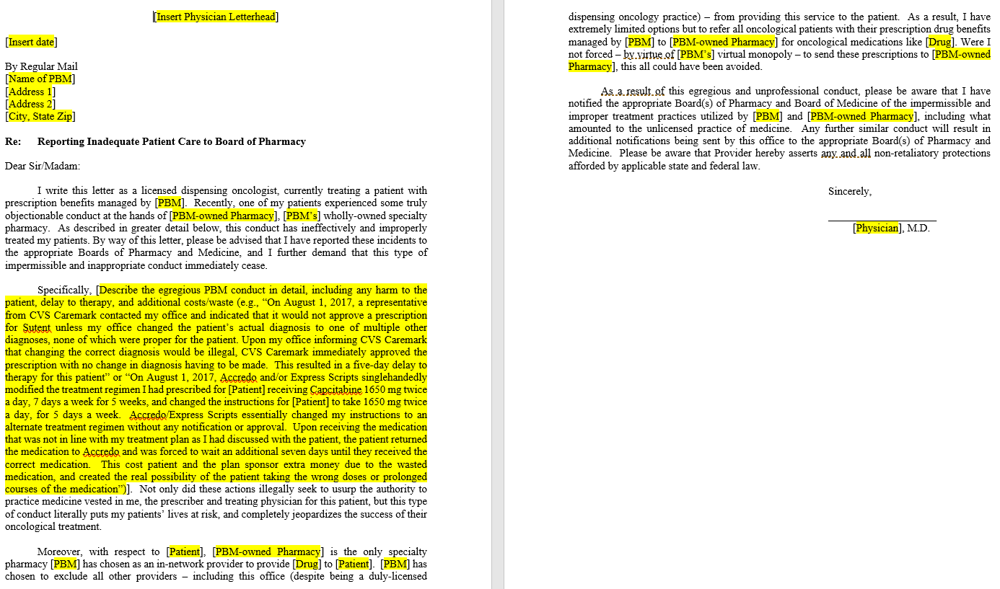 [Insert Physician Letterhead]
[Insert date]
By Regular Mail
[Name of PBM]
[Address 1]
[Address 2]
[City, State Zip]
Re: Reporting Inadequate Patient Care to Board of Pharmacy
Dear Sir/Madam:
I write this letter as a licensed dispensing oncologist, currently treating a patient with
prescription benefits managed by [PBM]. Recently, one of my patients experienced some truly
objectionable conduct at the hands of [PBM-owned Pharmacy], [PBM's] wholly-owned specialty
pharmacy. As described in greater detail below, this conduct has ineffectively and improperly
treated my patients. By way of this letter, please be advised that I have reported these incidents to
the appropriate Boards of Pharmacy and Medicine, and I further demand that this type of
impermissible and inappropriate conduct immediately cease.
Specifically, [Describe the egregious PBM conduct in detail, including any harm to the
patient, delay to therapy, and additional costs/waste (e.g., “On August 1, 2017, a representative
from CVS Caremark contacted my office and indicated that it would not approve a prescription
for Sutent unless my office changed the patient’s actual diagnosis to one of multiple other
diagnoses, none of which were proper for the patient. Upon my office informing CVS Caremark
that changing the correct diagnosis would be illegal, CVS Caremark immediately approved the
prescription with no change in diagnosis having to be made. This resulted in a five-day delay to
therapy for this patient” or “On August 1, 2017, Accredo and/or Express Scripts singlehandedly
modified the treatment regimen I had prescribed for [Patient] receiving Capcitabine 1650 mg twice
a day, 7 days a week for 5 weeks, and changed the instructions for [Patient] to take 1650 mg twice
a day, for 5 days a week. Accredo/Express Scripts essentially changed my instructions to an
alternate treatment regimen without any notification or approval. Upon receiving the medication
that was not in line with my treatment plan as I had discussed with the patient, the patient returned
the medication to Accredo and was forced to wait an additional seven days until they received the
correct medication. This cost patient and the plan sponsor extra money due to the wasted
medication, and created the real possibility of the patient taking the wrong doses or prolonged
courses of the medication”)]. Not only did these actions illegally seek to usurp the authority to
practice medicine vested in me, the prescriber and treating physician for this patient, but this type
of conduct literally puts my patients’ lives at risk, and completely jeopardizes the success of their
oncological treatment.
Moreover, with respect to [Patient], [PBM-owned Pharmacy] is the only specialty
pharmacy [PBM] has chosen as an in-network provider to provide [Drug] to [Patient]. [PBM] has
chosen to exclude all other providers – including this office (despite being a duly-licensed
dispensing oncology practice) – from providing this service to the patient. As a result, I have
extremely limited options but to refer all oncological patients with their prescription drug benefits
managed by [PBM] to [PBM-owned Pharmacy] for oncological medications like [Drug]. Were I
not forced – by virtue of [PBM’s] virtual monopoly – to send these prescriptions to [PBM-owned
Pharmacy], this all could have been avoided.
As a result of this egregious and unprofessional conduct, please be aware that I have
notified the appropriate Board(s) of Pharmacy and Board of Medicine of the impermissible and
improper treatment practices utilized by [PBM] and [PBM-owned Pharmacy], including what
amounted to the unlicensed practice of medicine. Any further similar conduct will result in
additional notifications being sent by this office to the appropriate Board(s) of Pharmacy and
Medicine. Please be aware that Provider hereby asserts any and all non-retaliatory protections
afforded by applicable state and federal law.
Sincerely,
[Physician], M.D.